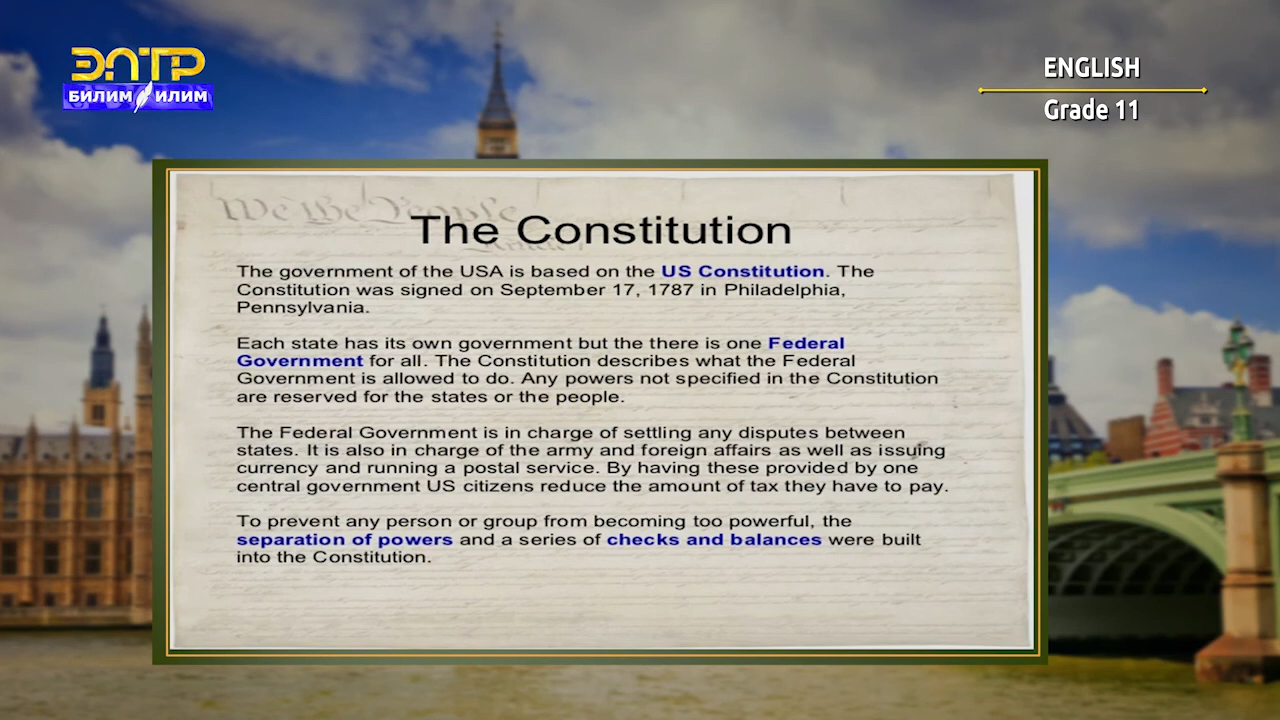 ЭЛТР
БИЛИМ ИЛИМ
ENGLISH
Grade 11
We the People
The Constitution
The government of the USA is based on the US Constitution. The
Constitution was signed on September 17, 1787 in Philadelphia,
Pennsylvania.
Each state has its own government but the there is one Federal
Government for all. The Constitution describes what the Federal
Government is allowed to do. Any powers not specified in the Constitution
are reserved for the states or the people.
The Federal Government is in charge of settling any disputes between
states. It is also in charge of the army and foreign affairs as well as issuing
currency and running a postal service. By having these provided by one
central government US citizens reduce the amount of tax they have to pay.
To prevent any person or group from becoming too powerful, the
separation of powers and a series of checks and balances were built
into the Constitution.